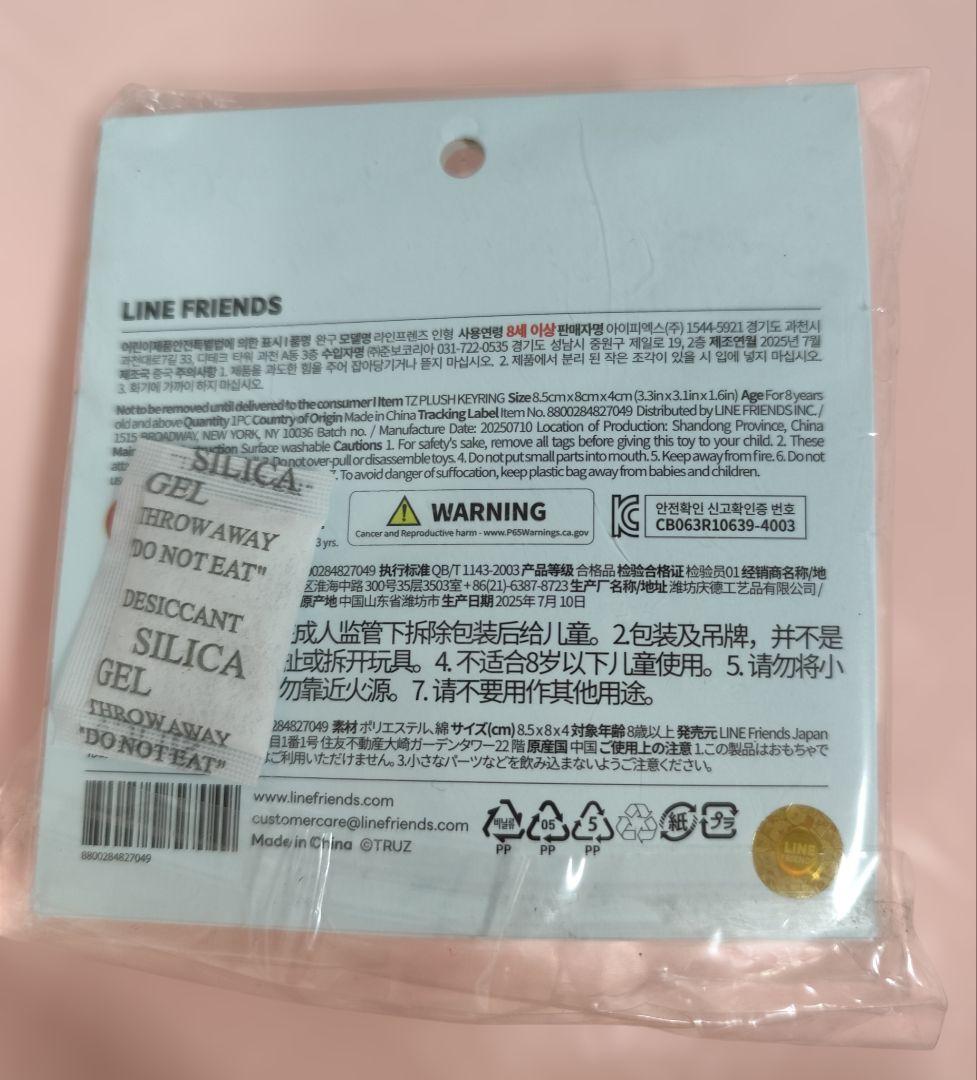 LINE FRIENDS
어린이제품안전특별법에 의한 표시 I 품명 완구 모델명 라인프렌즈 인형 사용연령 8세 이상 판매자명 아이피엑스(주) 1544-5921 경기도 과천시
과천대로7길 33, 디테크 타워 과천 A동 3층 수입자명 ㈜준보코리아 031-722-0535 경기도 성남시 중원구 제일로 19, 2층 제조연월 2025년 7월
제조국 중국 주의사항 1. 제품을 과도한 힘을 주어 잡아당기거나 뜯지 마십시오. 2. 제품에서 분리 된 작은 조각이 있을 시 입에 넣지 마십시오.
3. 화기에 가까이 하지 마십시오.
Not to be removed until delivered to the consumer I Item TZ PLUSH KEYRING Size 8.5cm x 8cm x 4cm (3.3in x 3.1in x 1.6in) Age For 8 years
old and above Quantity 1PC Country of Origin Made in China Tracking Label Item No. 8800284827049 Distributed by LINE FRIENDS INC. /
1515 BROADWAY, NEW YORK, NY 10036 Batch no. / Manufacture Date: 20250710 Location of Production: Shandong Province, China
Surface washable Cautions 1. For safety's sake, remove all tags before giving this toy to your child. 2. These
Do not over-pull or disassemble toys. 4. Do not put small parts into mouth. 5. Keep away from fire. 6. Do not
7. To avoid danger of suffocation, keep plastic bag away from babies and children.
SILICA
GEL
THROW AWAY
"DO NOT EAT"
DESICCANT
SILICA
GEL
THROW AWAY
"DO NOT EAT"
3 yrs.
WARNING
Cancer and Reproductive harm - www.P65Warnings.ca.gov
안전확인 신고확인증 번호
CB063R10639-4003
00284827049 执行标准 QB/T 1143-2003 产品等级 合格品 检验合格证 检验员01 经销商名称/地
区淮海中路 300号35层3503室 + 86(21)-6387-8723 生产厂名称/地址 潍坊庆德工艺品有限公司 /
原产地 中国山东省潍坊市 生产日期 2025年 7月 10日
成人监管下拆除包装后给儿童。2.包装及吊牌，并不是
扯或拆开玩具。4. 不适合8岁以下儿童使用。5. 请勿将小
勿靠近火源。7. 请不要用作其他用途。
0284827049 素材 ポリエステル、綿 サイズ(cm) 8.5 x 8 x 4 対象年齢 8歳以上 発売元 LINE Friends Japan
目1番1号 住友不動産大崎ガーデンタワー22 階 原産国 中国 ご使用上の注意 1.この製品はおもちゃで
はご利用いただけません。3.小さなパーツなどを飲み込まないようご注意ください。
8800284827049
www.linefriends.com
customercare@linefriends.com
Made in China ©TRUZ
비닐류 05 5 紙 プラ
PP PP PP
LINE
FRIENDS